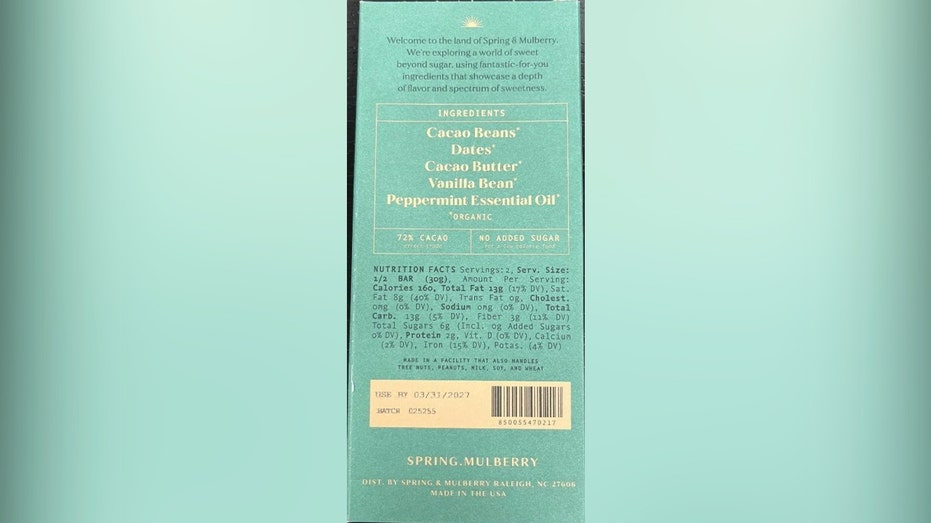 Welcome to the land of Spring & Mulberry.
We're exploring a world of sweet
beyond sugar, using fantastic-for-you
ingredients that showcase a depth
of flavor and spectrum of sweetness.
INGREDIENTS
Cacao Beans*
Dates*
Cacao Butter*
Vanilla Bean*
Peppermint Essential Oil*
*ORGANIC
72% CACAO
NO ADDED SUGAR
NUTRITION FACTS Servings:2, Serv. Size:
1/2 BAR (30g), Amount Per Serving:
Calories 160, Total Fat 13g (17% DV), Sat.
Fat 8g (40% DV), Trans Fat 0g, Cholest.
0mg (0% DV), Sodium 0mg (0% DV), Total
Carb. 13g (5% DV), Fiber 3g (11% DV)
Total Sugars 6g (Incl. 0g Added Sugars
0% DV), Protein 2g, Vit. D (0% DV), Calcium
(2% DV), Iron (15% DV), Potas. (4% DV)
MADE IN A FACILITY THAT ALSO HANDLES
TREE NUTS, PEANUTS, MILK, SOY, AND WHEAT
USE BY 03/31/2027
BATCH 025255
850055470217
SPRING.MULBERRY
DIST. BY SPRING & MULBERRY RALEIGH, NC 27606
MADE IN THE USA